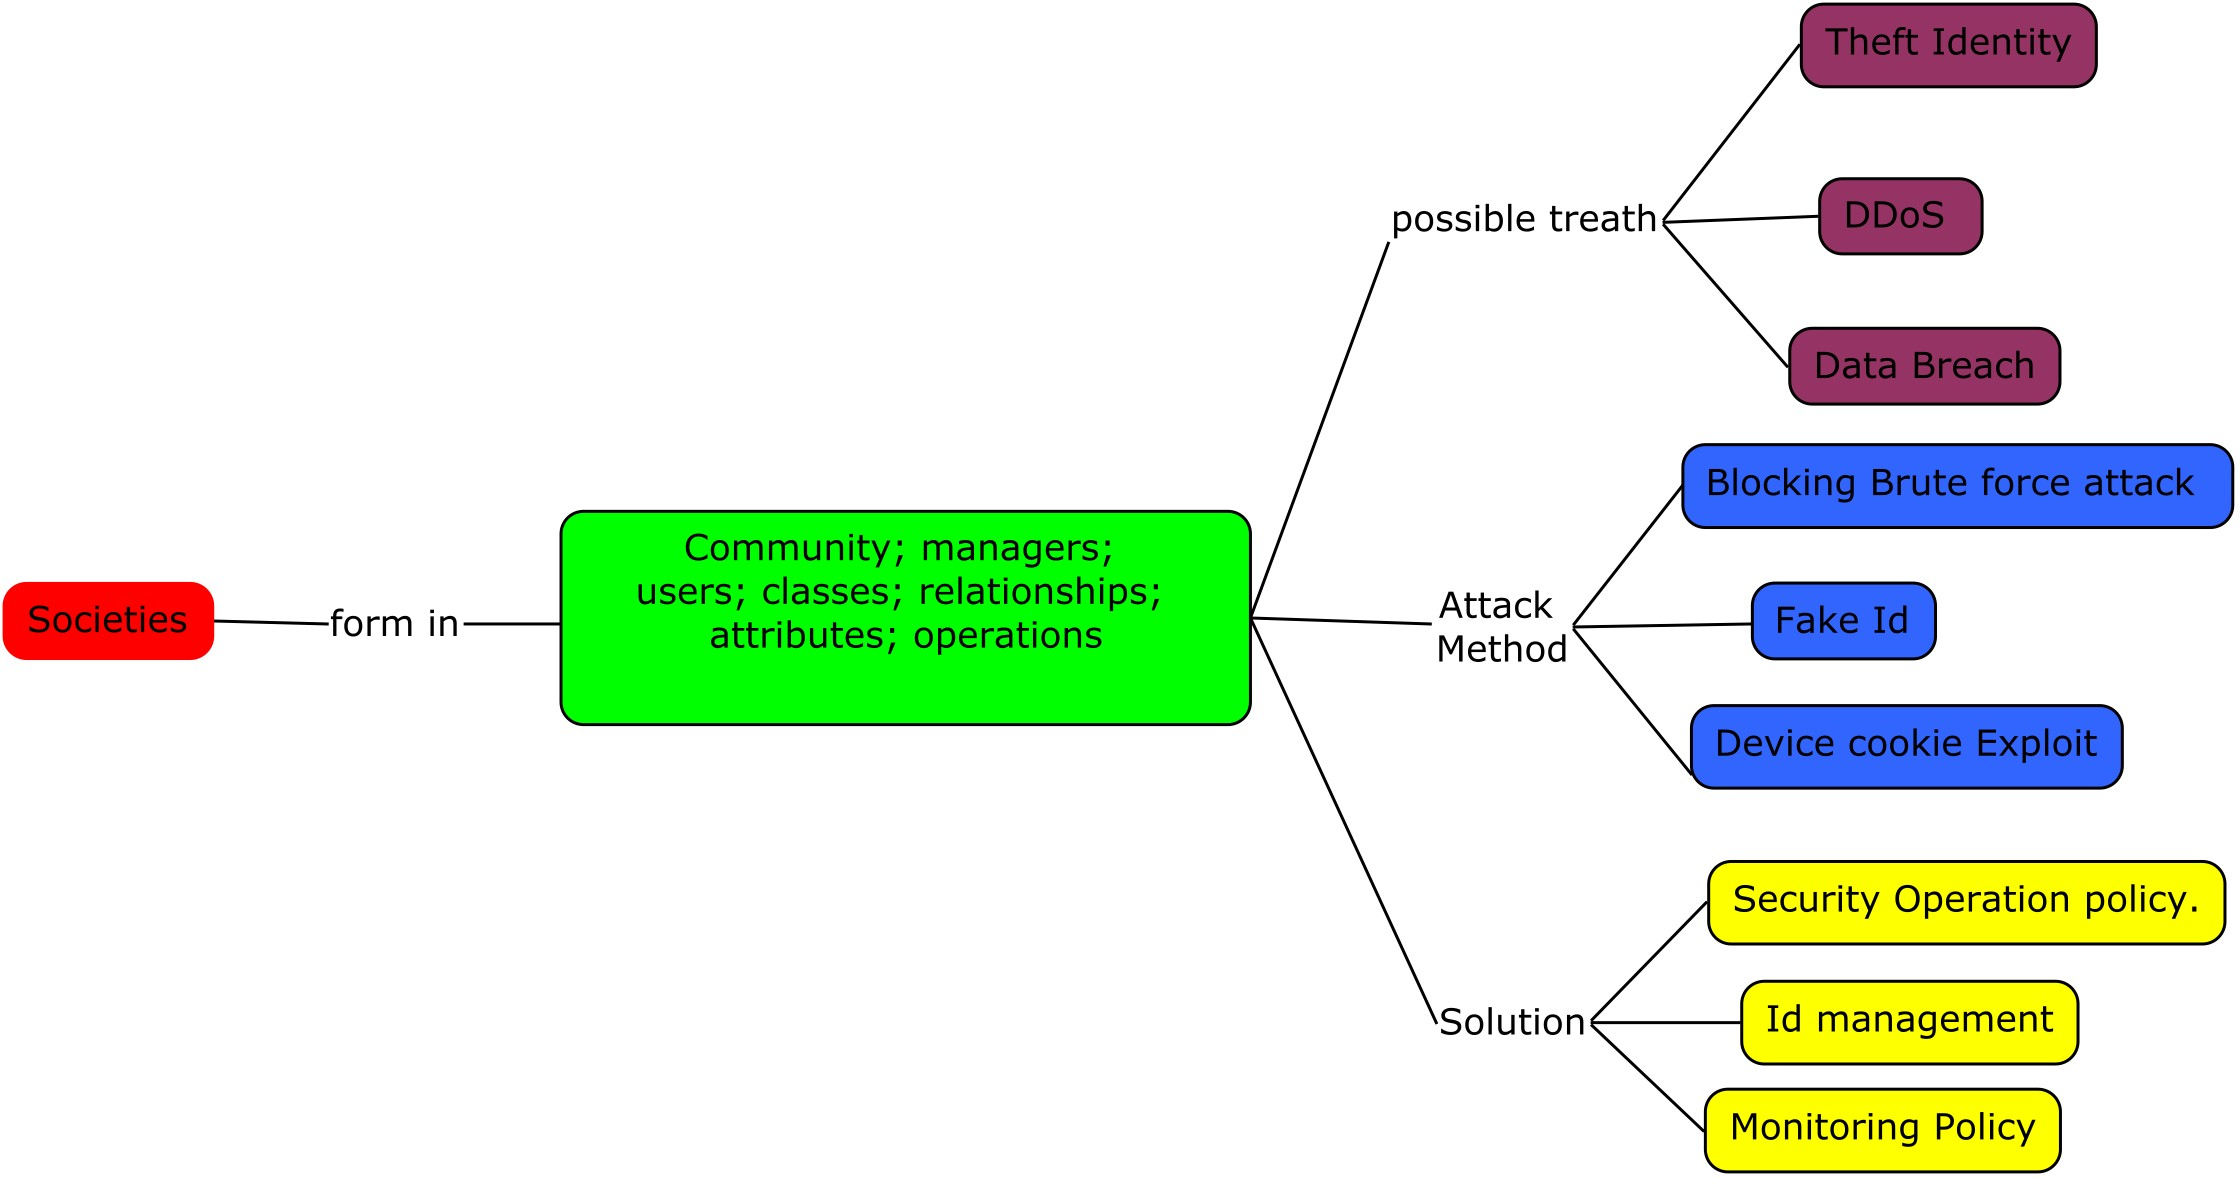 Societies
form in
Community; managers;
users; classes; relationships;
attributes; operations
possible treath
Theft Identity
DDoS
Data Breach
Attack
Method
Blocking Brute force attack
Fake Id
Device cookie Exploit
Solution
Security Operation policy.
Id management
Monitoring Policy